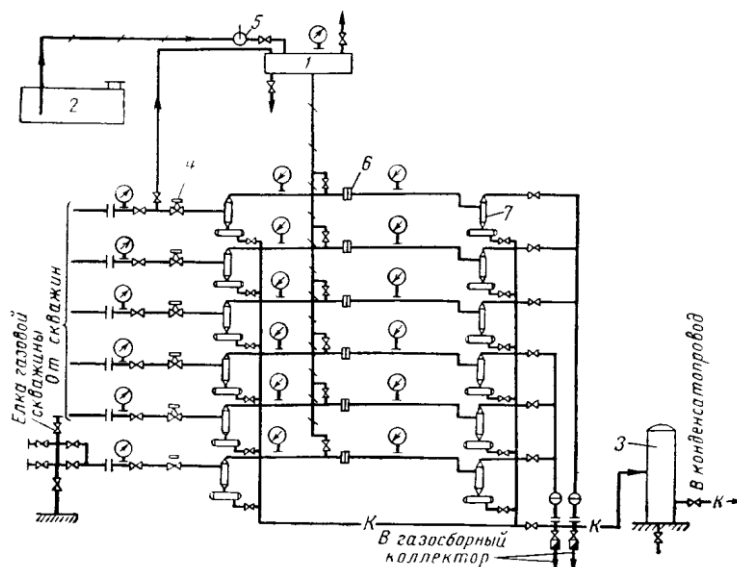 5
1
2
4
6
7
Елка газовой
скважины
От скважин
3
В конденсатопровод
К
К
К
В газосборный
коллектор